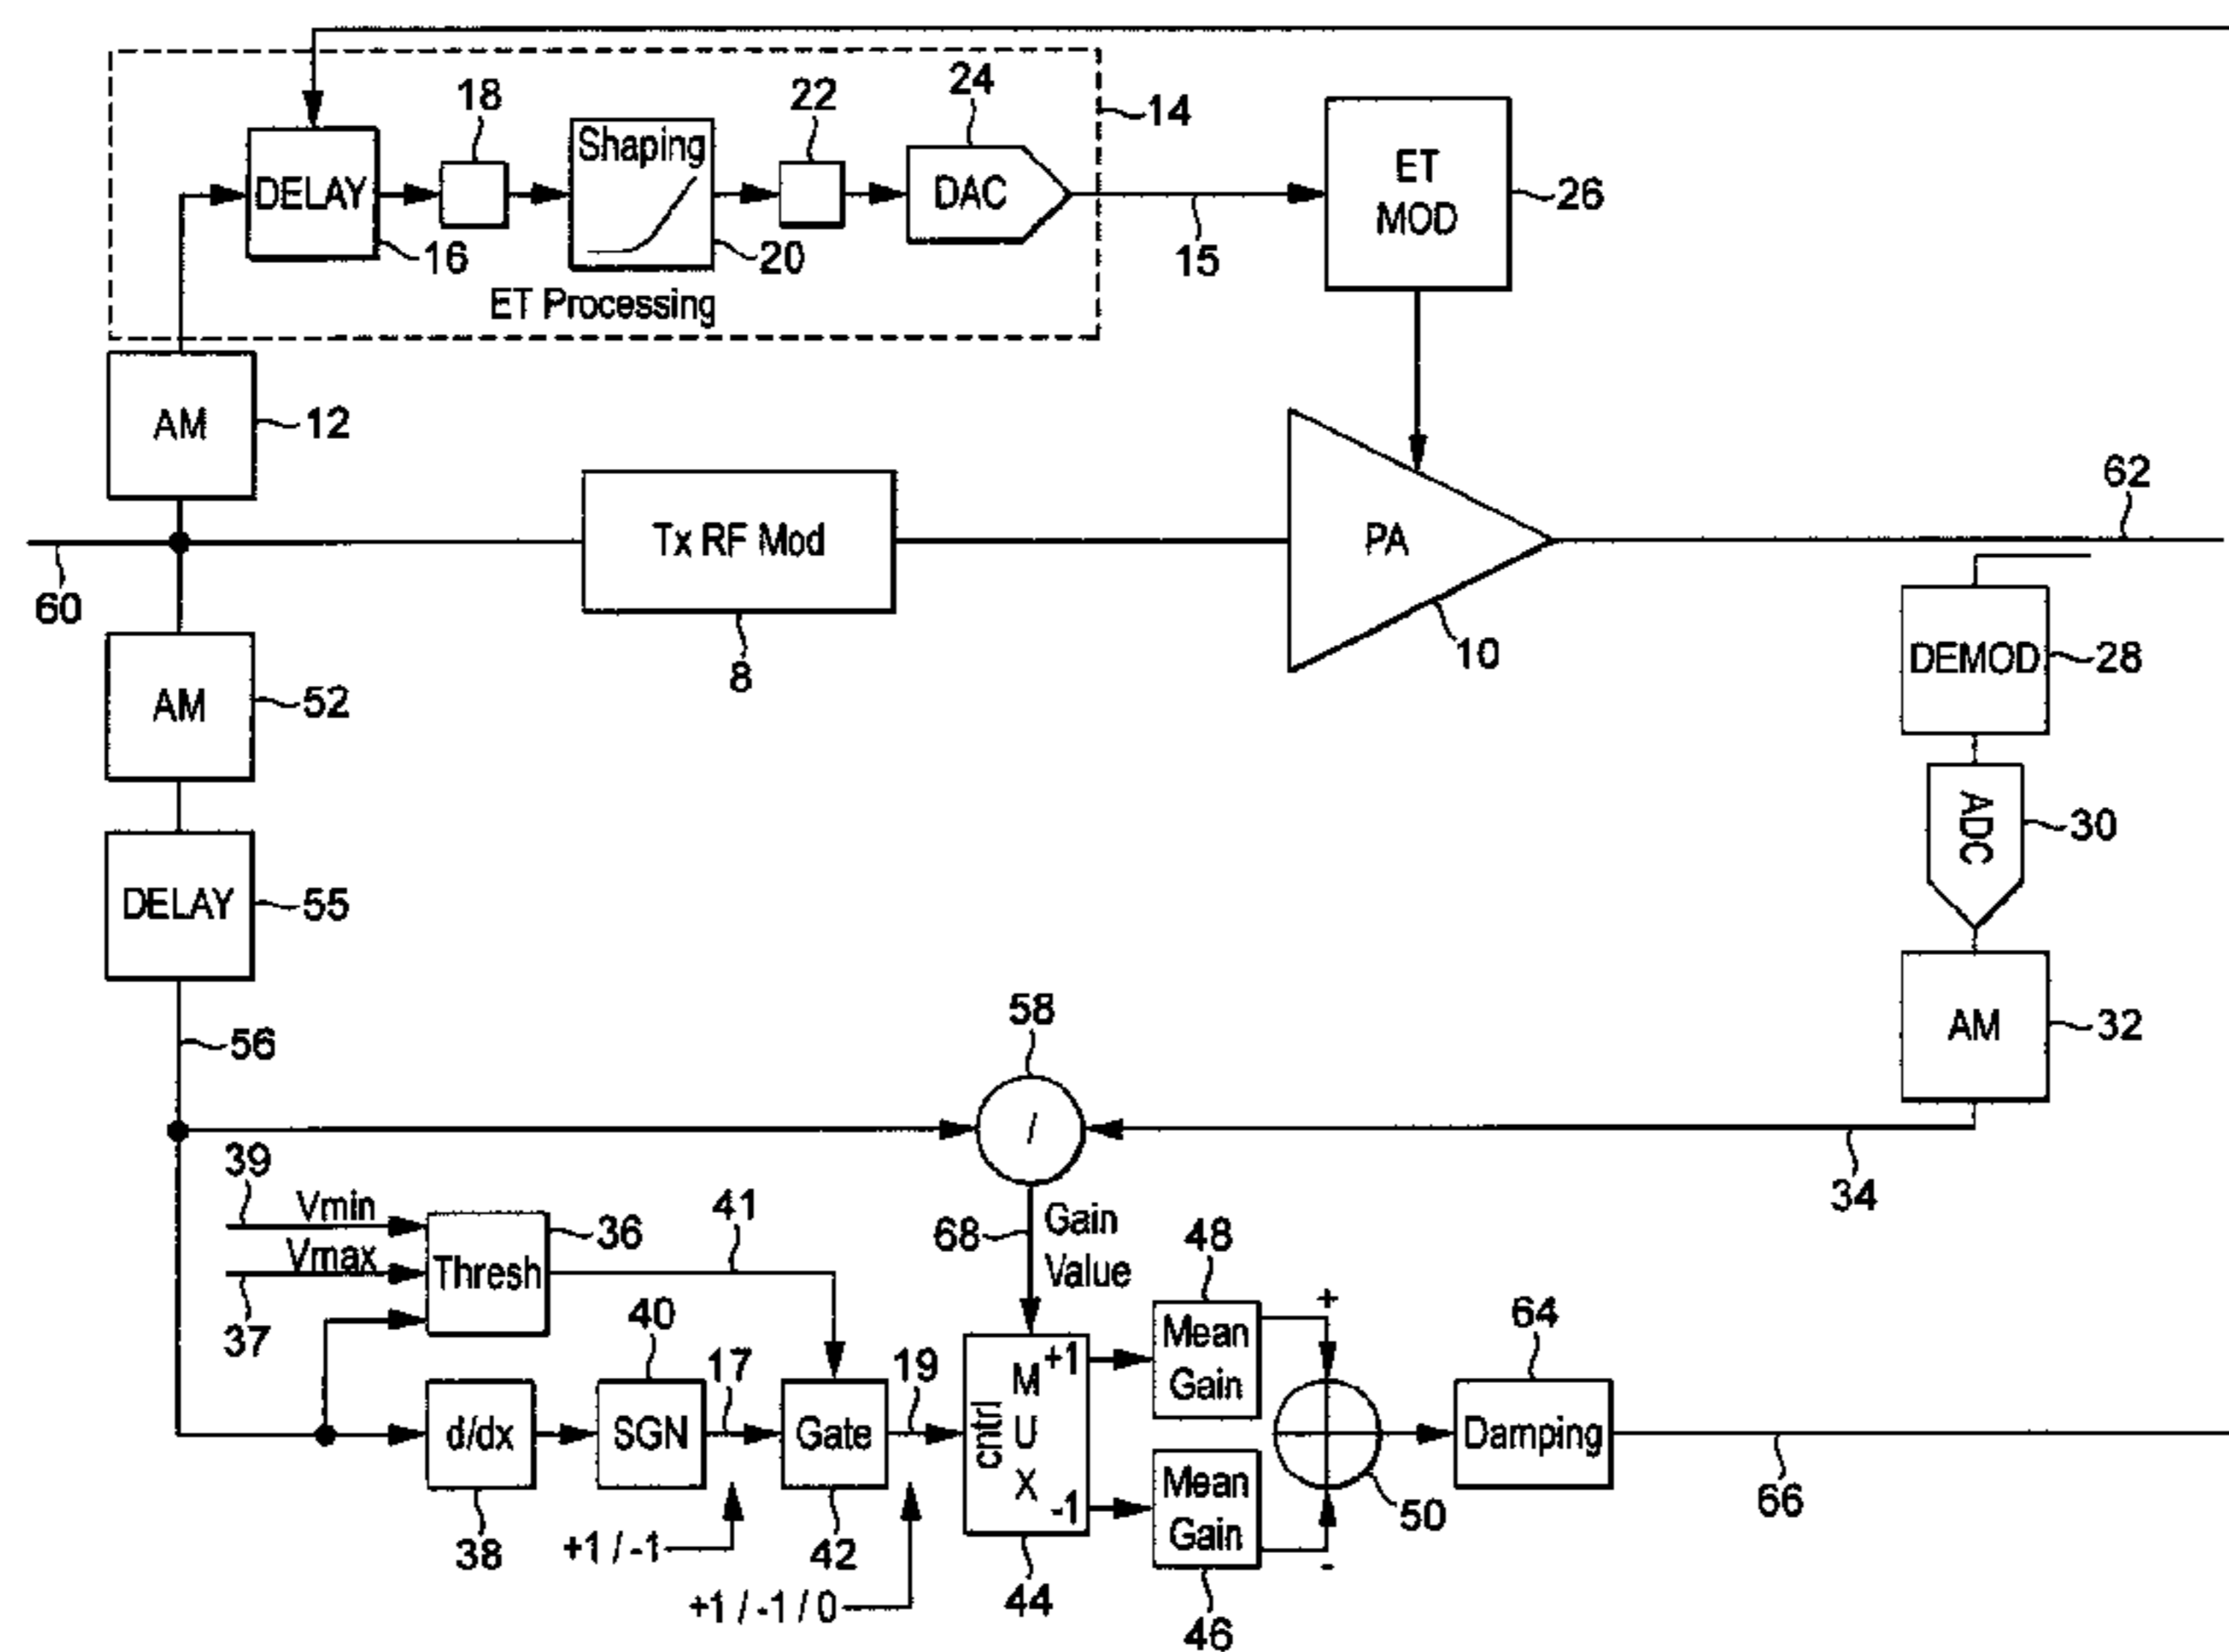 18
22
24
14
Shaping
DELAY
DAC
ET
MOD
26
16
20
15
ET Processing
AM
12
62
Tx RF Mod
PA
60
8
10
DEMOD
28
AM
52
ADC
30
DELAY
55
AM
32
56
58
/
34
39
Vmin
41
68
Gain
Value
48
36
Vmax
Thresh
37
40
17
19
+1
M
U
X
-1
cntrl
Mean
Gain
+
64
d/dx
SGN
Gate
Damping
66
50
Mean
Gain
-
38
+1 / -1
42
+1 / -1 / 0
44
46